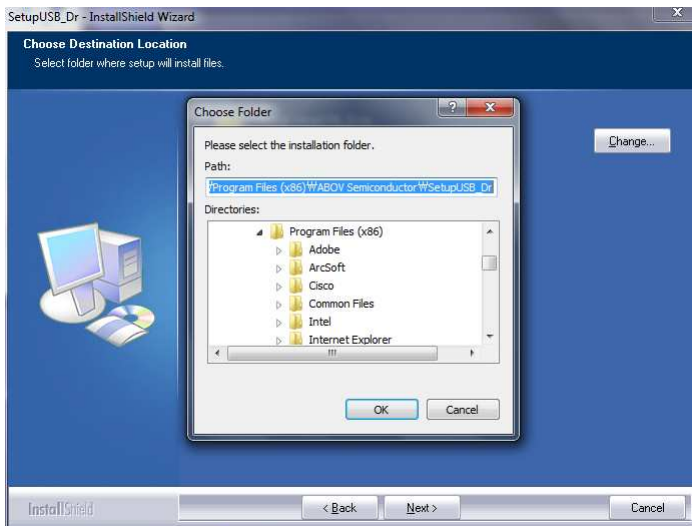 SetupUSB_Dr - InstallShield Wizard
Choose Destination Location
Select folder where setup will install files.
Choose Folder
Please select the installation folder.
Change...
Path:
\Program Files (x86)₩ABOV Semiconductor₩SetupUSB_Dr
Directories:
Program Files (x86)
Adobe
ArcSoft
Cisco
Common Files
Intel
Internet Explorer
OK
Cancel
InstallShield
< Back
Next >
Cancel